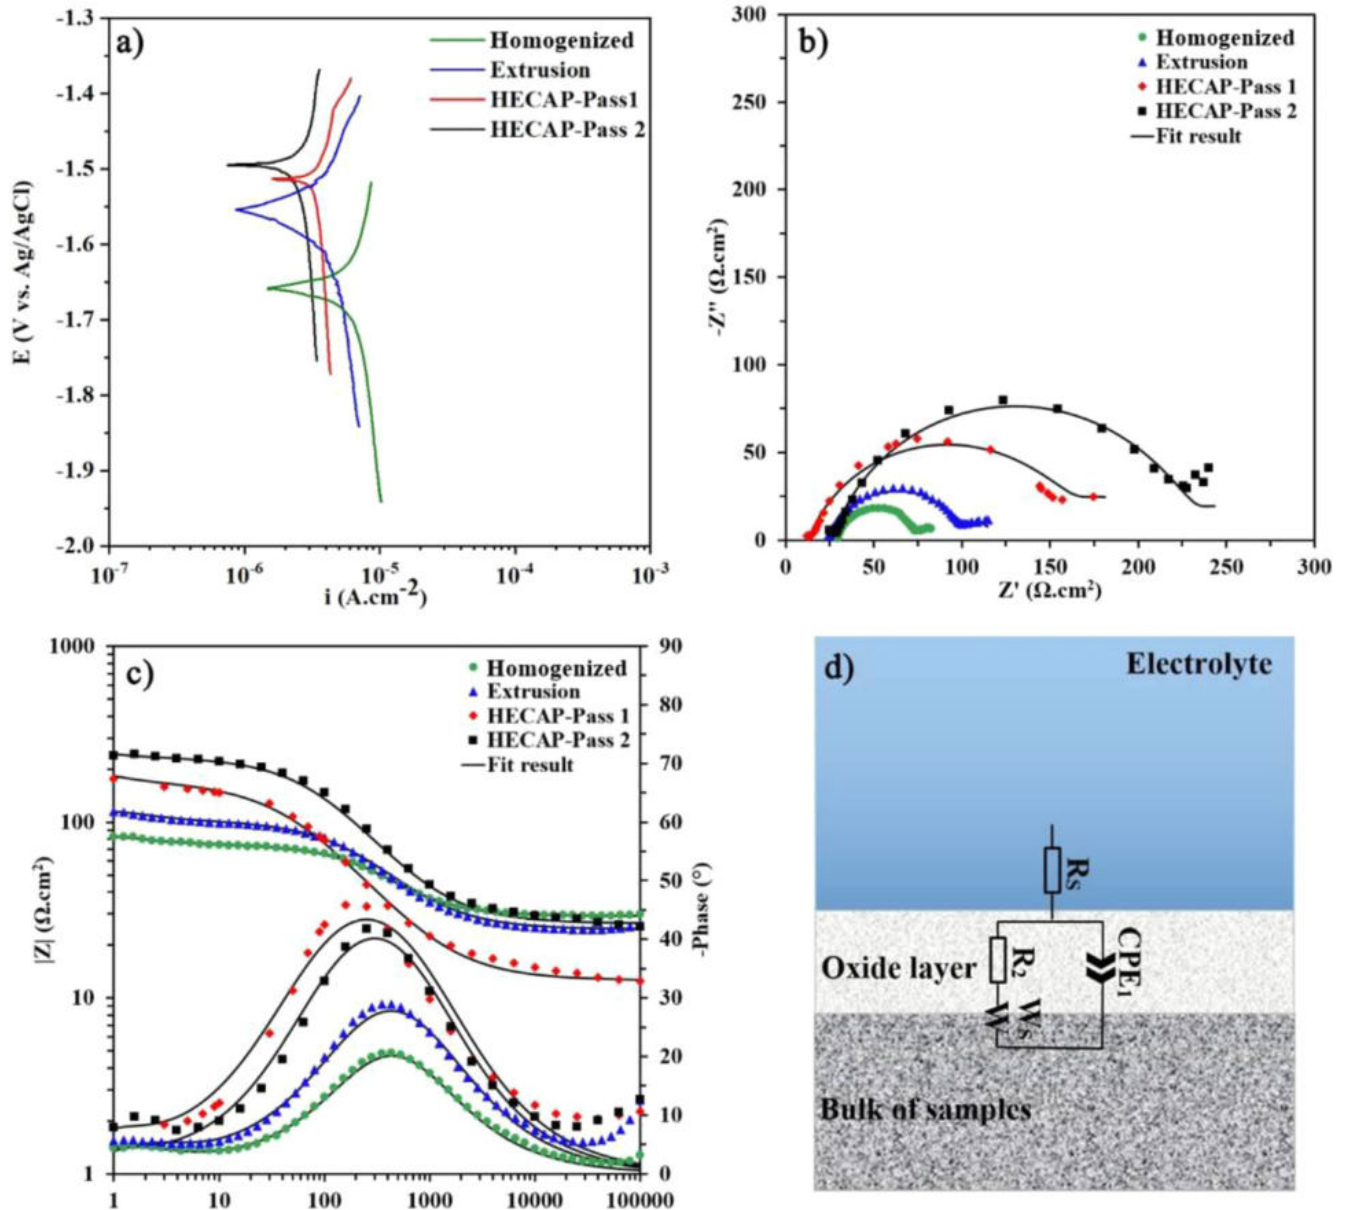 a)
Homogenized
Extrusion
HECAP-Pass1
HECAP-Pass 2
-1.3
-1.4
-1.5
-1.6
-1.7
-1.8
-1.9
-2.0
E (V vs. Ag/AgCl)
10-7
10-6
10-5
10-4
10-3
i (A.cm-2)
b)
Homogenized
Extrusion
HECAP-Pass 1
HECAP-Pass 2
Fit result
300
250
200
150
100
50
0
-Z'' (Ω.cm2)
0 50 100 150 200 250 300
Z' (Ω.cm2)
c)
Homogenized
Extrusion
HECAP-Pass 1
HECAP-Pass 2
Fit result
1000
100
10
1
|Z| (Ω.cm2)
90
80
70
60
50
40
30
20
10
0
-Phase (°)
1 10 100 1000 10000 100000
d)
Electrolyte
RS
Oxide layer
R2
WS
CPE1
Bulk of samples